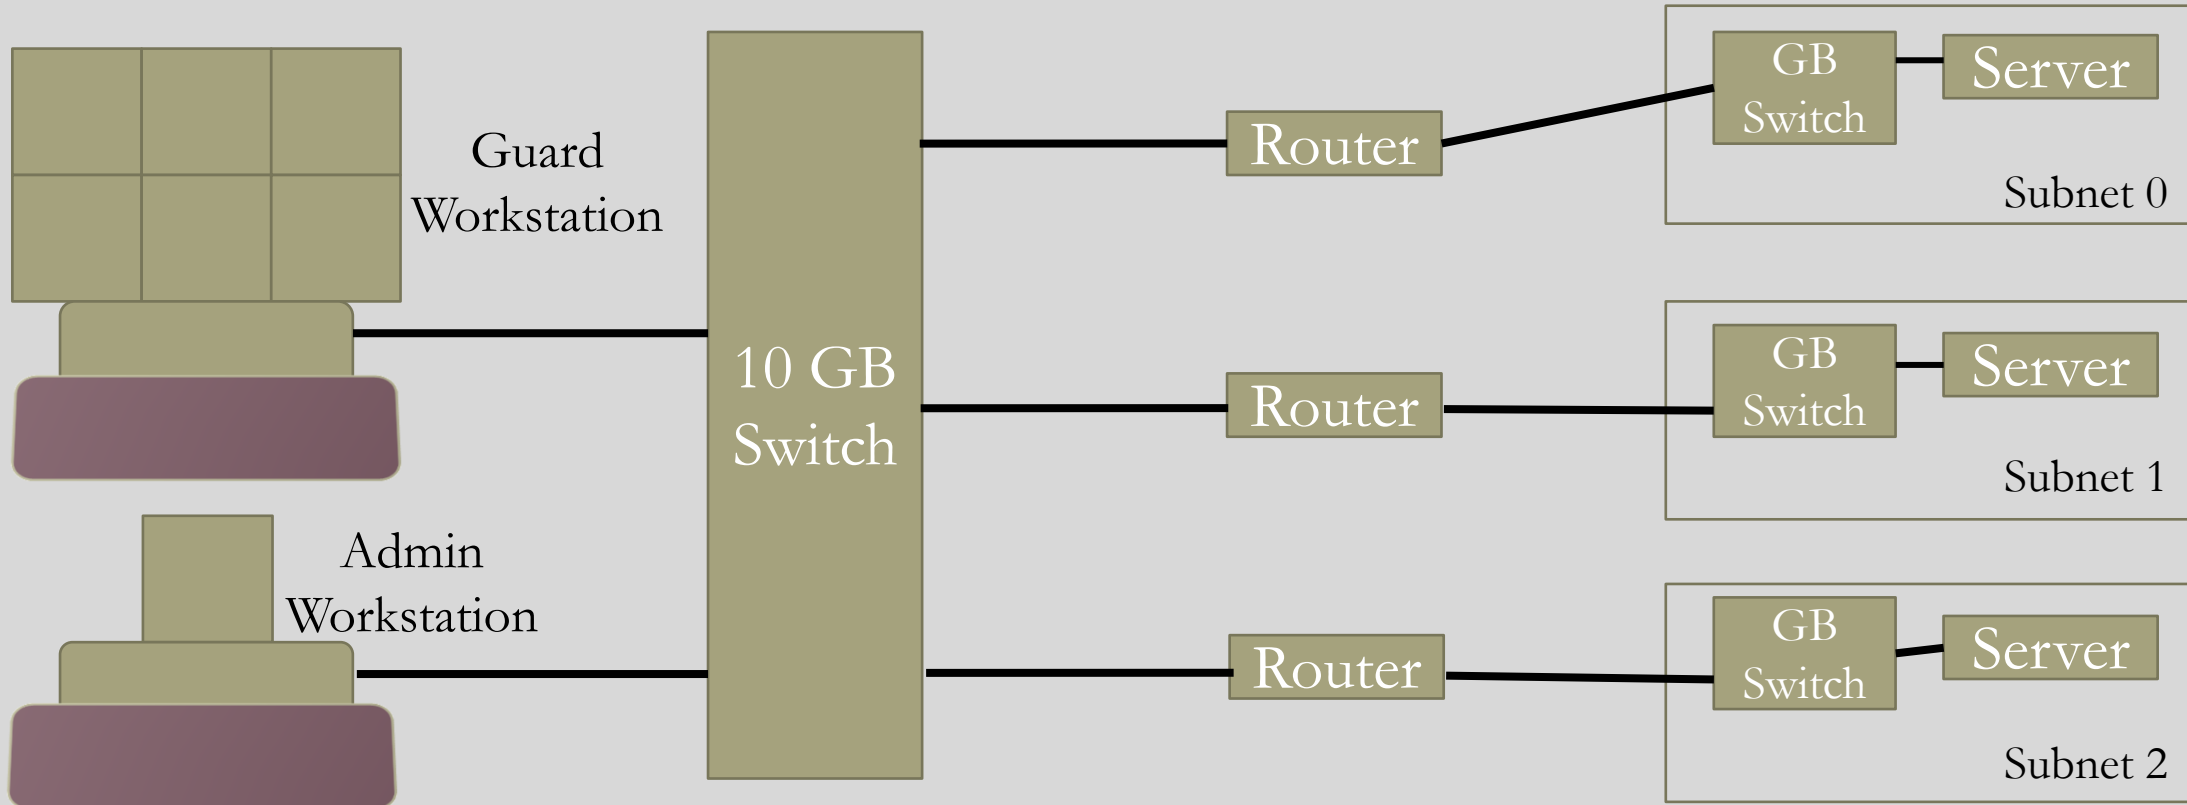 Guard
Workstation
Admin
Workstation
10 GB
Switch
Router
GB
Switch
Server
Subnet 0
Router
GB
Switch
Server
Subnet 1
Router
GB
Switch
Server
Subnet 2